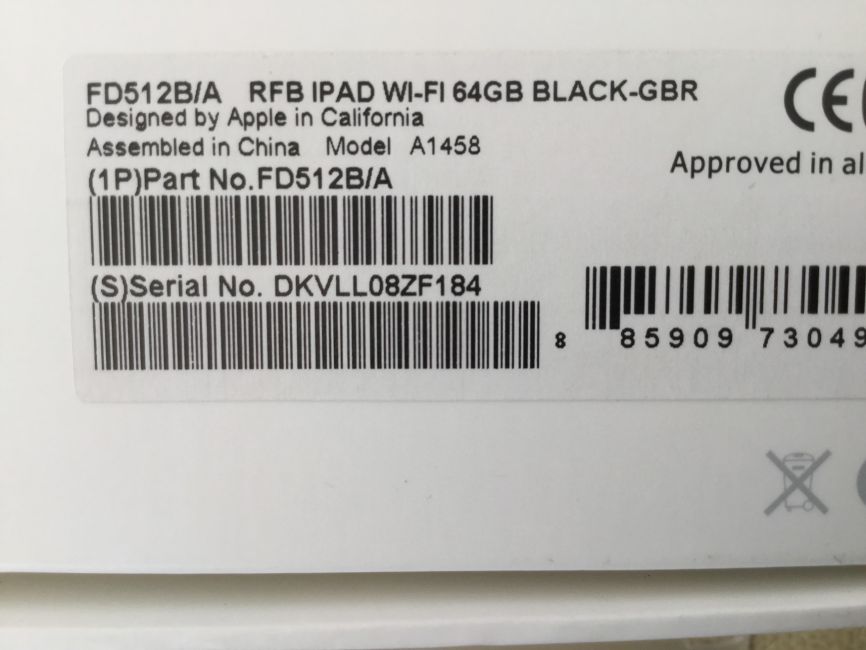 FD512B/A RFB IPAD WI-FI 64GB BLACK-GBR
Designed by Apple in California
Assembled in China Model A1458
(1P)Part No.FD512B/A
(S)Serial No. DKVLL08ZF184
CE
Approved in al
8 85909 73049